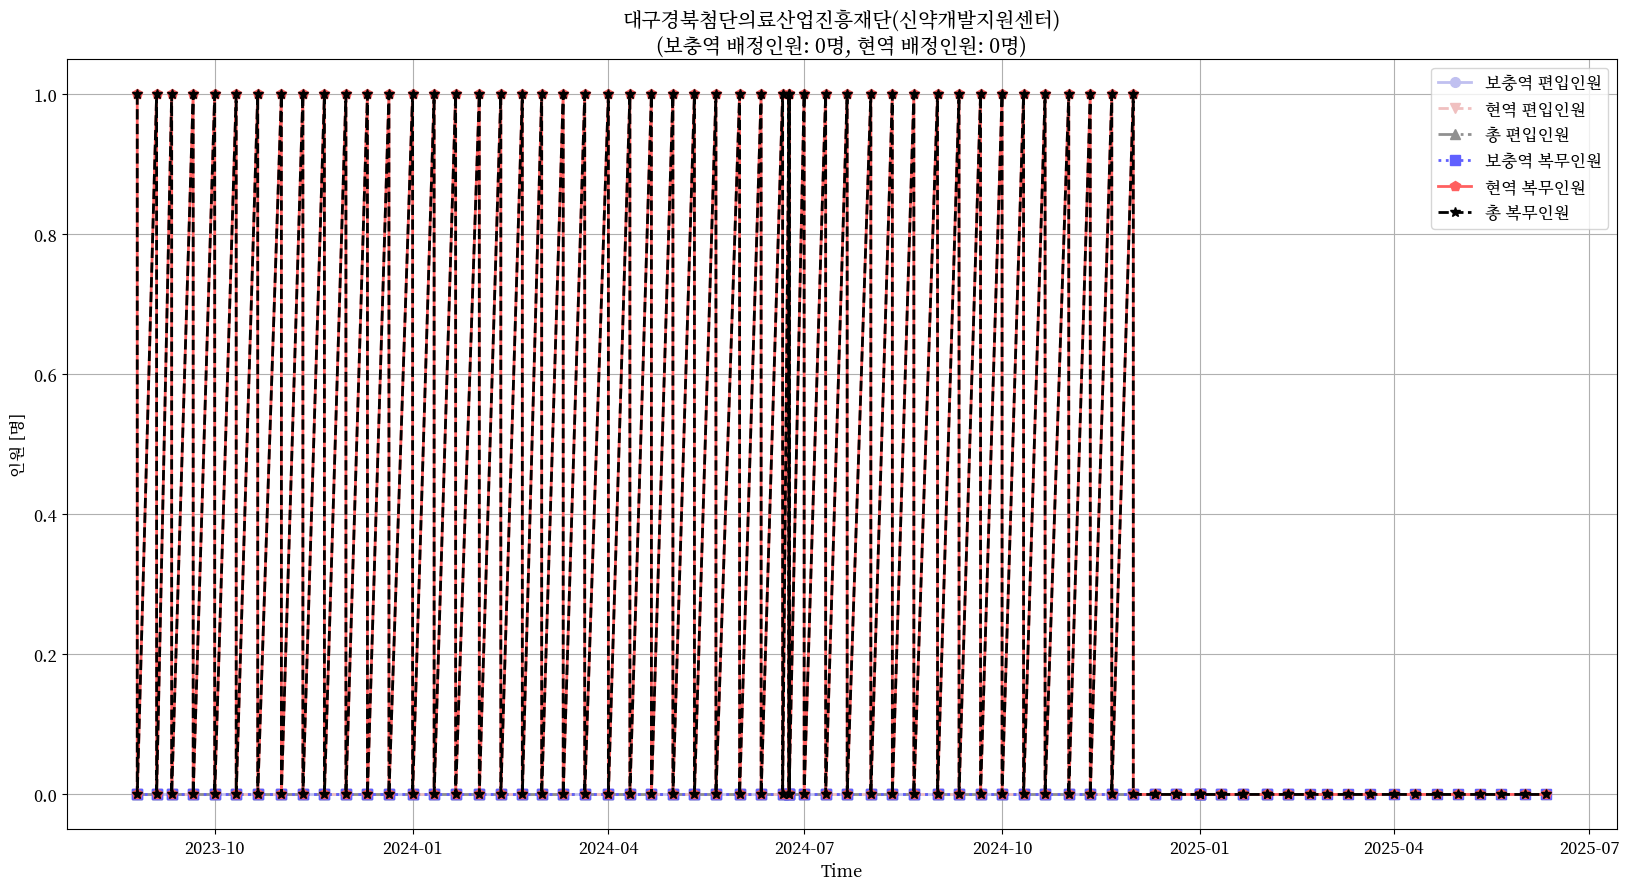 대구경북첨단의료산업진흥재단(신약개발지원센터)
(보충역 배정인원: 0명, 현역 배정인원: 0명)
보충역 편입인원
현역 편입인원
총 편입인원
보충역 복무인원
현역 복무인원
총 복무인원
인원 [명]
1.0
0.8
0.6
0.4
0.2
0.0
2023-10
2024-01
2024-04
2024-07
2024-10
2025-01
2025-04
2025-07
Time